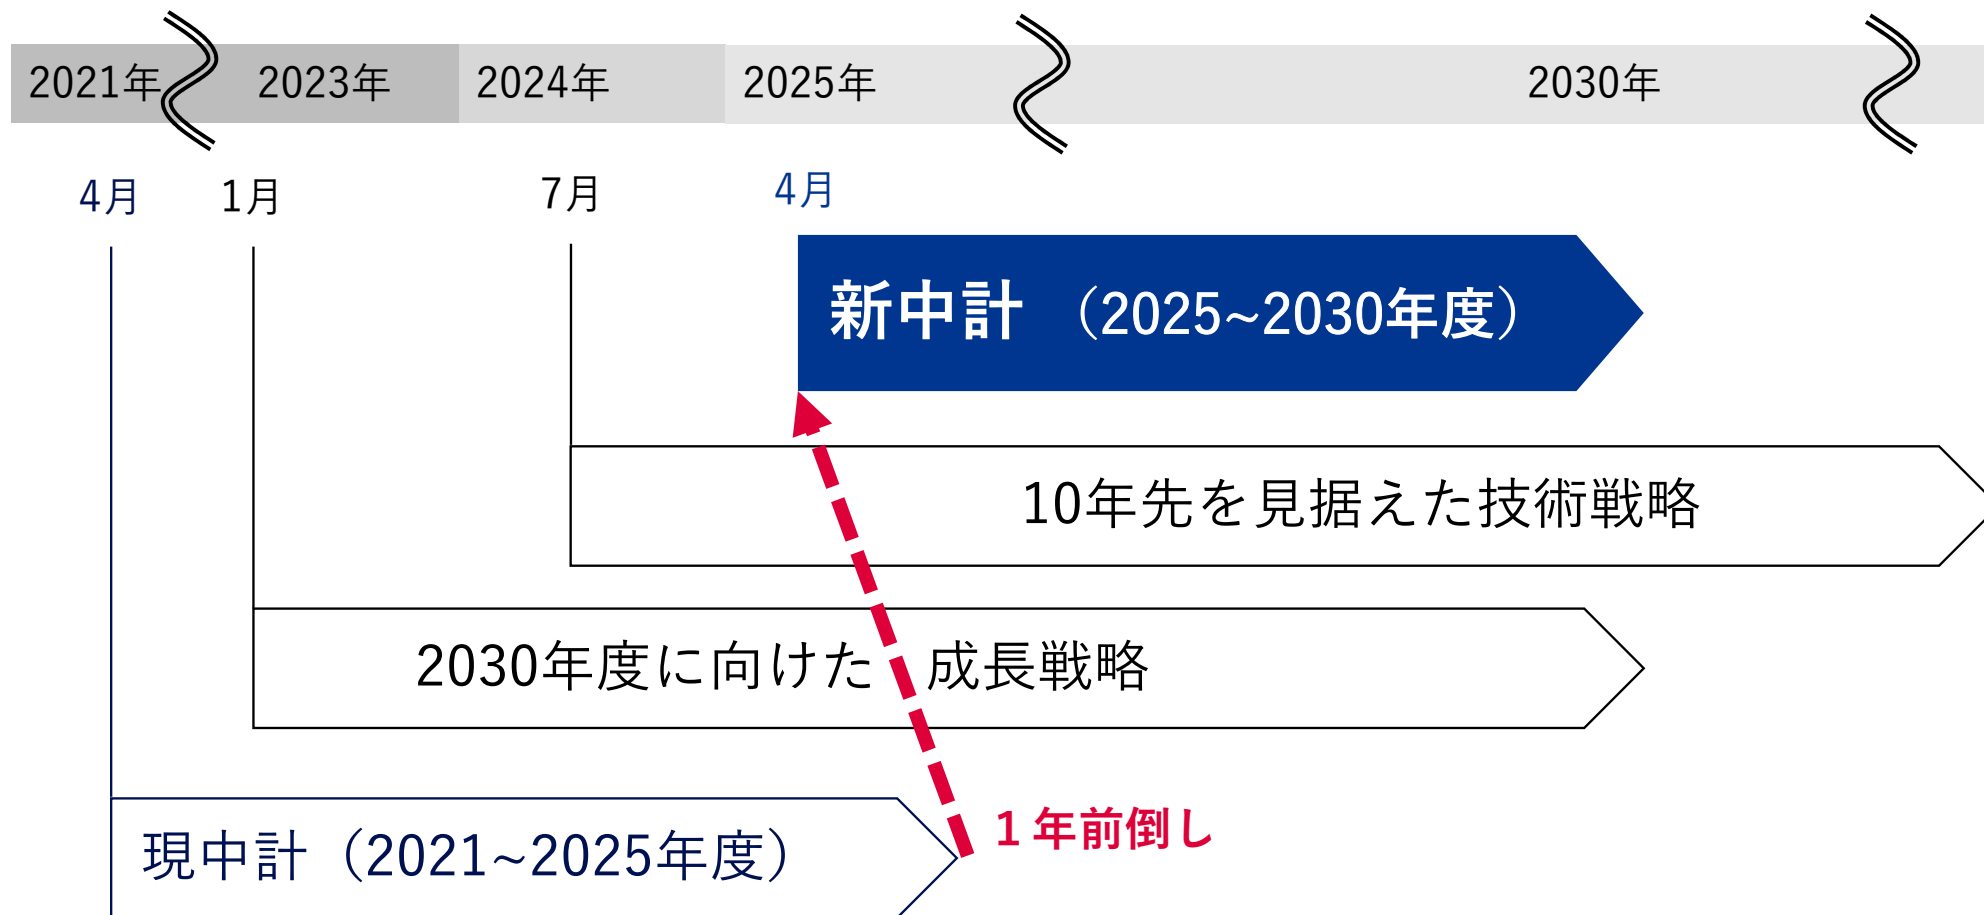 2021年 2023年 2024年 2025年 2030年
4月 1月 7月 4月
新中計 （2025~2030年度）
10年先を見据えた技術戦略
2030年度に向けた 成長戦略
1 年前倒し
現中計（2021~2025年度）